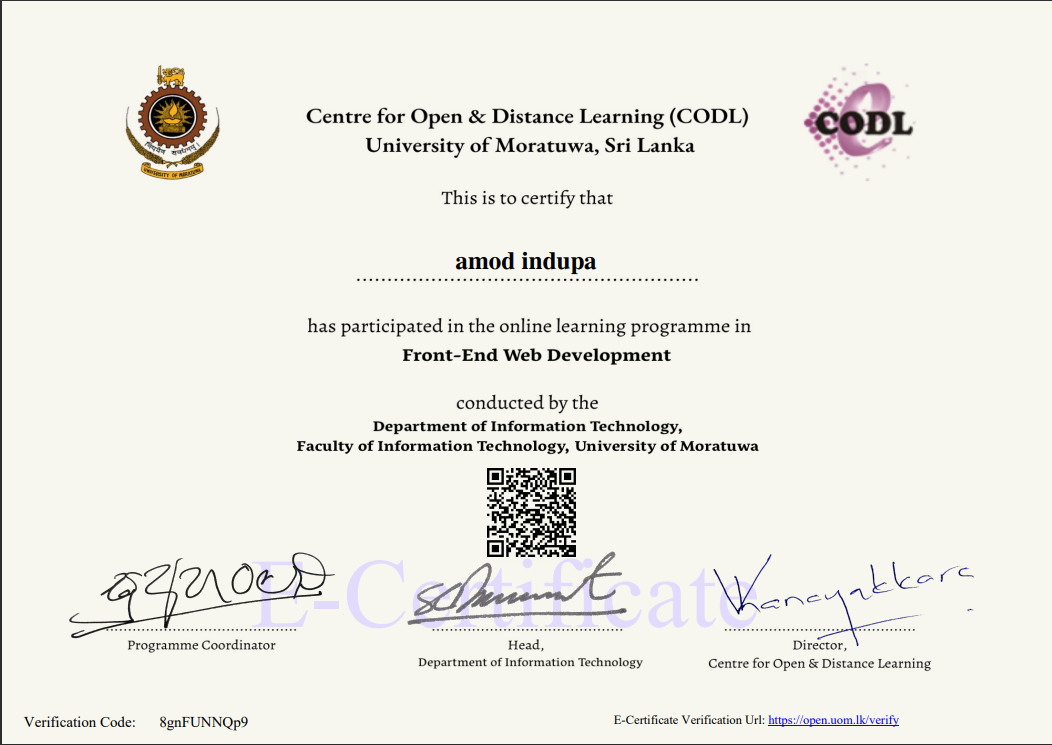 Centre for Open & Distance Learning (CODL)
University of Moratuwa, Sri Lanka
UNIVERSITY OF MORATUWA
CODL
This is to certify that
amod indupa
has participated in the online learning programme in
Front-End Web Development
conducted by the
Department of Information Technology,
Faculty of Information Technology, University of Moratuwa
E-Certificate
Programme Coordinator
Head,
Department of Information Technology
Director,
Centre for Open & Distance Learning
Verification Code: 8gnFUNNQp9
E-Certificate Verification Url: https://open.uom.lk/verify